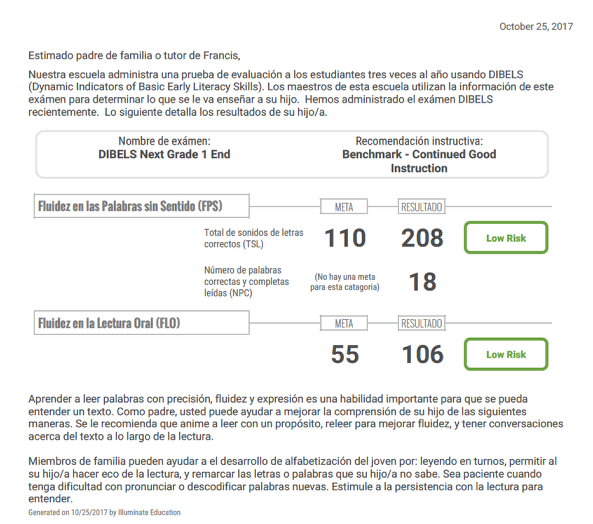 October 25, 2017
Estimado padre de familia o tutor de Francis,
Nuestra escuela administra una prueba de evaluación a los estudiantes tres veces al año usando DIBELS
(Dynamic Indicators of Basic Early Literacy Skills). Los maestros de esta escuela utilizan la información de este
exámen para determinar lo que se le va enseñar a su hijo. Hemos administrado el exámen DIBELS
recientemente. Lo siguiente detalla los resultados de su hijo/a.
Nombre de exámen:
DIBELS Next Grade 1 End
Recomendación instructiva:
Benchmark - Continued Good
Instruction
Fluidez en las Palabras sin Sentido (FPS)
META
RESULTADO
Total de sonidos de letras
correctos (TSL)
110
208
Low Risk
Número de palabras
correctas y completas
leídas (NPC)
(No hay una meta
para esta catagoria)
18
Fluidez en la Lectura Oral (FLO)
META
RESULTADO
55
106
Low Risk
Aprender a leer palabras con precisión, fluidez y expresión es una habilidad importante para que se pueda
entender un texto. Como padre, usted puede ayudar a mejorar la comprensión de su hijo de las siguientes
maneras. Se le recomienda que anime a leer con un propósito, releer para mejorar fluidez, y tener conversaciones
acerca del texto a lo largo de la lectura.
Miembros de familia pueden ayudar a el desarrollo de alfabetización del joven por: leyendo en turnos, permitir al
su hijo/a hacer eco de la lectura, y remarcar las letras o palabras que su hijo/a no sabe. Sea paciente cuando
tenga dificultad con pronunciar o descodificar palabras nuevas. Estimule a la persistencia con la lectura para
entender.
Generated on 10/25/2017 by Illuminate Education